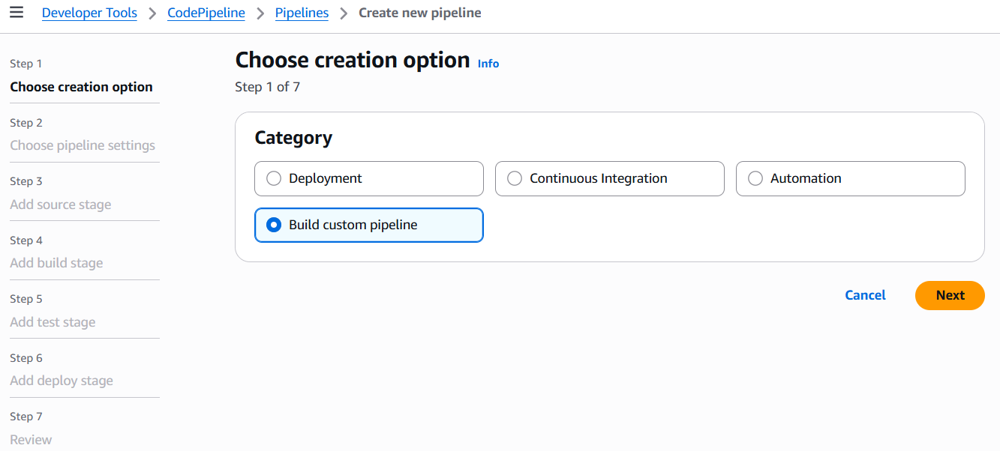 Developer Tools > CodePipeline > Pipelines > Create new pipeline
Step 1
Choose creation option
Step 2
Choose pipeline settings
Step 3
Add source stage
Step 4
Add build stage
Step 5
Add test stage
Step 6
Add deploy stage
Step 7
Review
Choose creation option Info
Step 1 of 7
Category
Deployment
Continuous Integration
Automation
Build custom pipeline
Cancel
Next